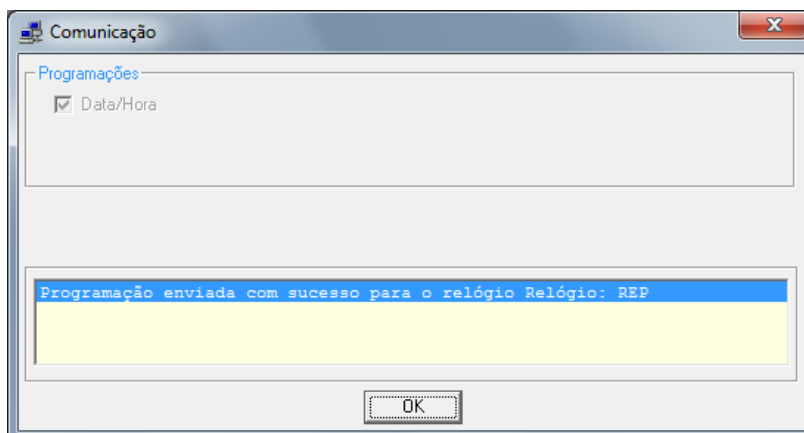 Comunicação
Programações
Data/Hora
Programação enviada com sucesso para o relógio Relógio: REP
OK